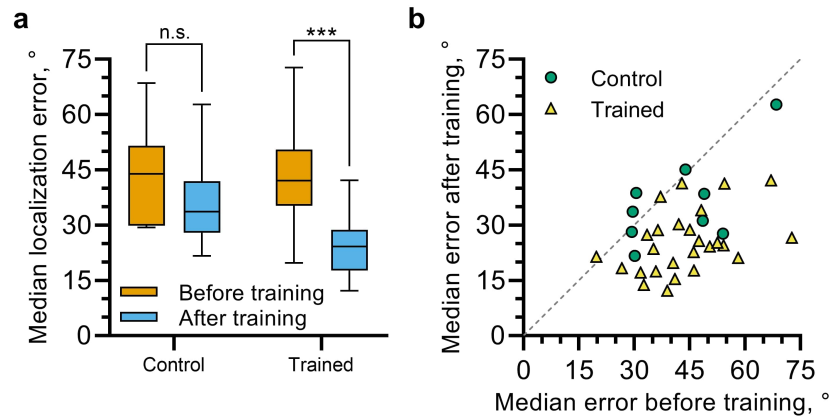 a
n.s.
***
Median localization error, °
75
60
45
30
15
0
Before training
After training
Control
Trained
b
Median error after training, °
75
60
45
30
15
0
Control
Trained
0 15 30 45 60 75
Median error before training, °